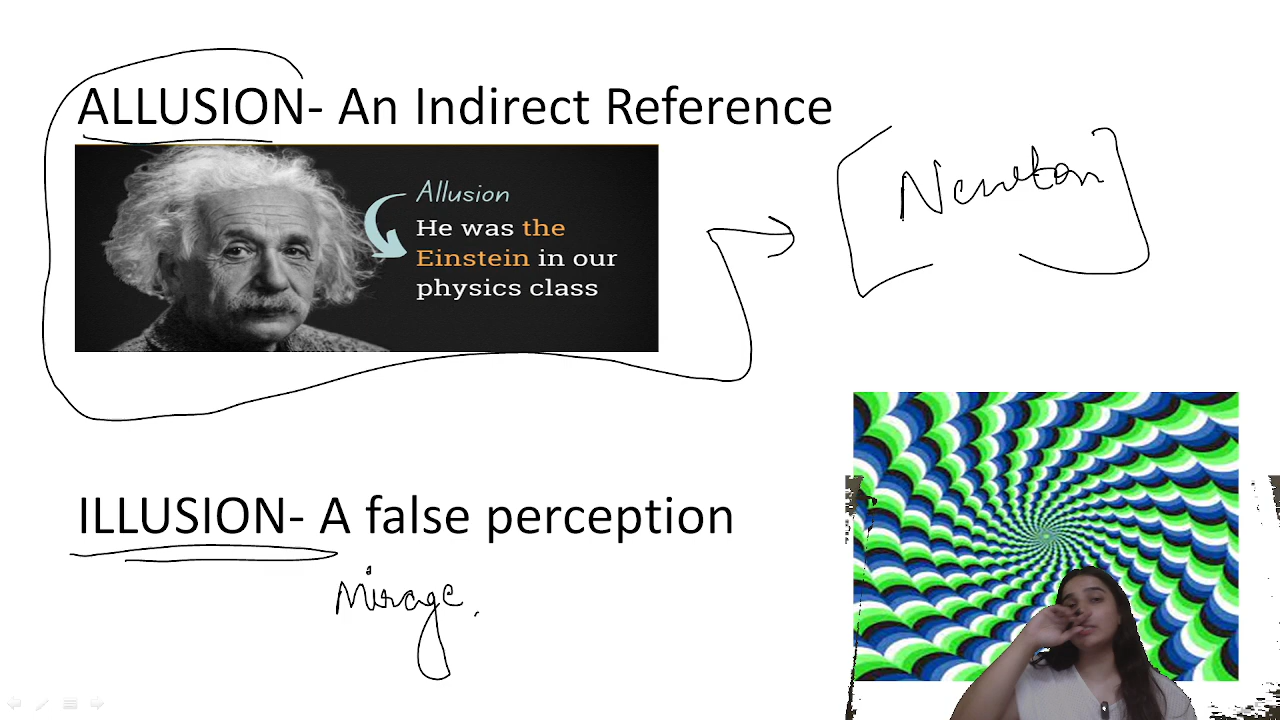 ALLUSION- An Indirect Reference
Allusion
He was the
Einstein in our
physics class
Newton
ILLUSION- A false perception
Mirage.